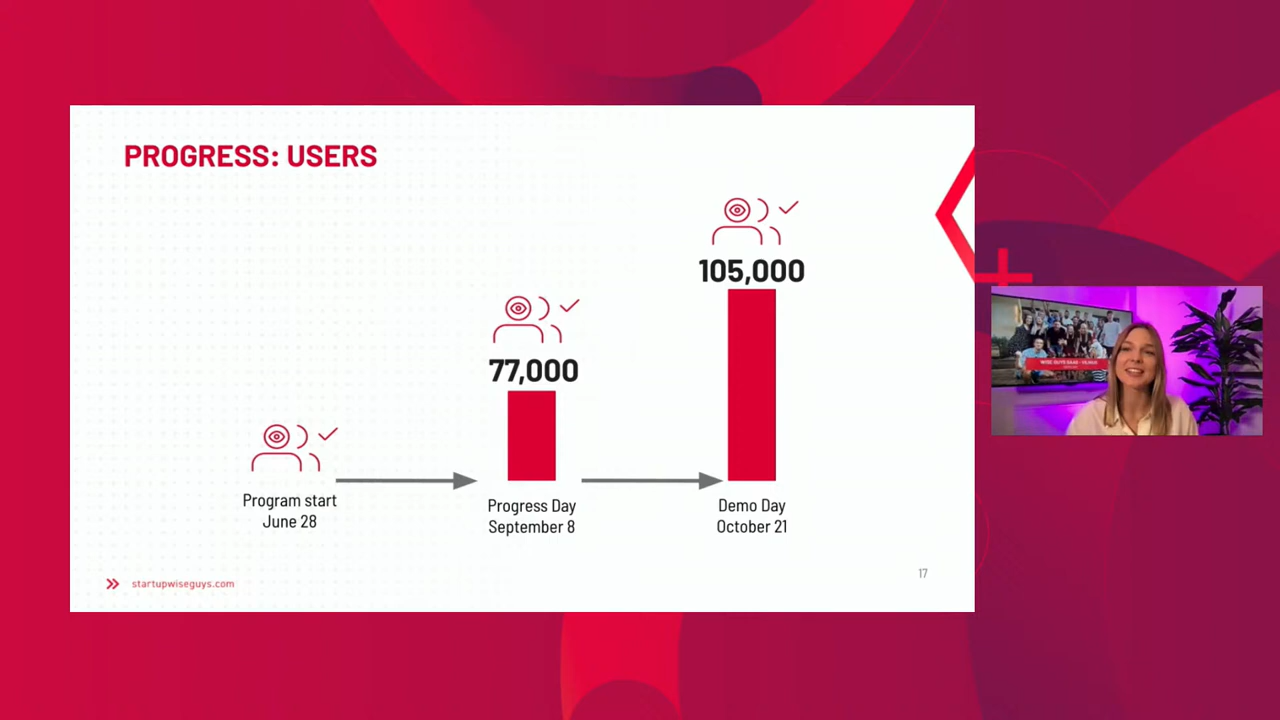 PROGRESS: USERS
105,000
77,000
Program start
June 28
Progress Day
September 8
Demo Day
October 21
startupwiseguys.com
17